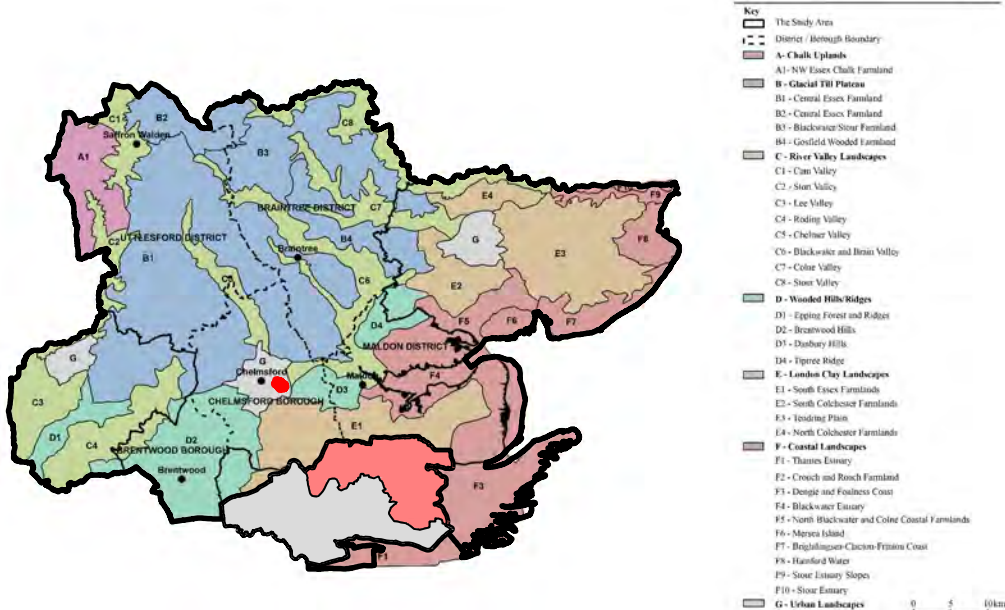 C1
B2
C8
Saffron Walden
A1
B3
F9
E4
BRAINTREE DISTRICT
C7
C2
UTTLESFORD DISTRICT
B4
G
F8
E3
B1
Braintree
C6
E2
D4
F5
F6
F7
MALDON DISTRICT
G
G
Chelmsford
D3
F4
C3
CHELMSFORD BOROUGH
E1
D1
D2
C4
BRENTWOOD BOROUGH
Brentwood
F3
F1
Key
The Study Area
District / Borough Boundary
A- Chalk Uplands
A1- NW Essex Chalk Farmland
B - Glacial Till Plateau
B1 - Central Essex Farmland
B2 - Central Essex Farmland
B3 - Blackwater/Stour Farmland
B4 - Gosfield Wooded Farmland
C - River Valley Landscapes
C1 - Cam Valley
C2 - Stort Valley
C3 - Lee Valley
C4 - Roding Valley
C5 - Chelmer Valley
C6 - Blackwater and Brain Valley
C7 - Colne Valley
C8 - Stour Valley
D - Wooded Hills/Ridges
D1 - Epping Forest and Ridges
D2 - Brentwood Hills
D3 - Danbury Hills
D4 - Tiptree Ridge
E - London Clay Landscapes
E1 - South Essex Farmlands
E2 - South Colchester Farmlands
E3 - Tendring Plain
E4 - North Colchester Farmlands
F - Coastal Landscapes
F1 - Thames Estuary
F2 - Crouch and Roach Farmland
F3 - Dengie and Foulness Coast
F4 - Blackwater Estuary
F5 - North Blackwater and Colne Coastal Farmlands
F6 - Mersea Island
F7 - Brightlingsea-Clacton-Frinton Coast
F8 - Hamford Water
F9 - Stour Estuary Slopes
F10 - Stour Estuary
G - Urban Landscapes
0 5 10km